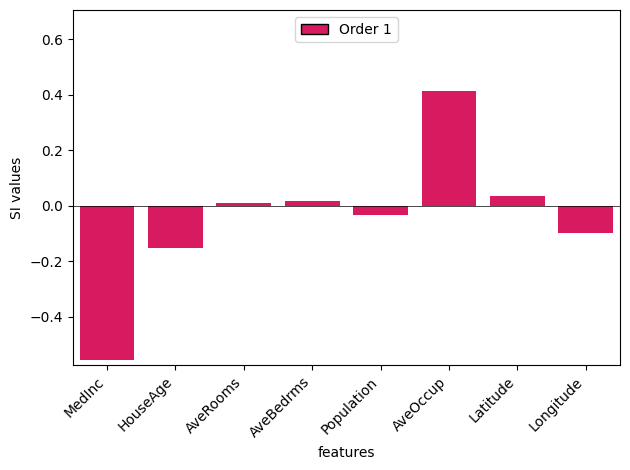 Order 1
0.6
0.4
0.2
0.0
−0.2
−0.4
SI values
MedInc
HouseAge
AveRooms
AveBedrms
Population
AveOccup
Latitude
Longitude
features